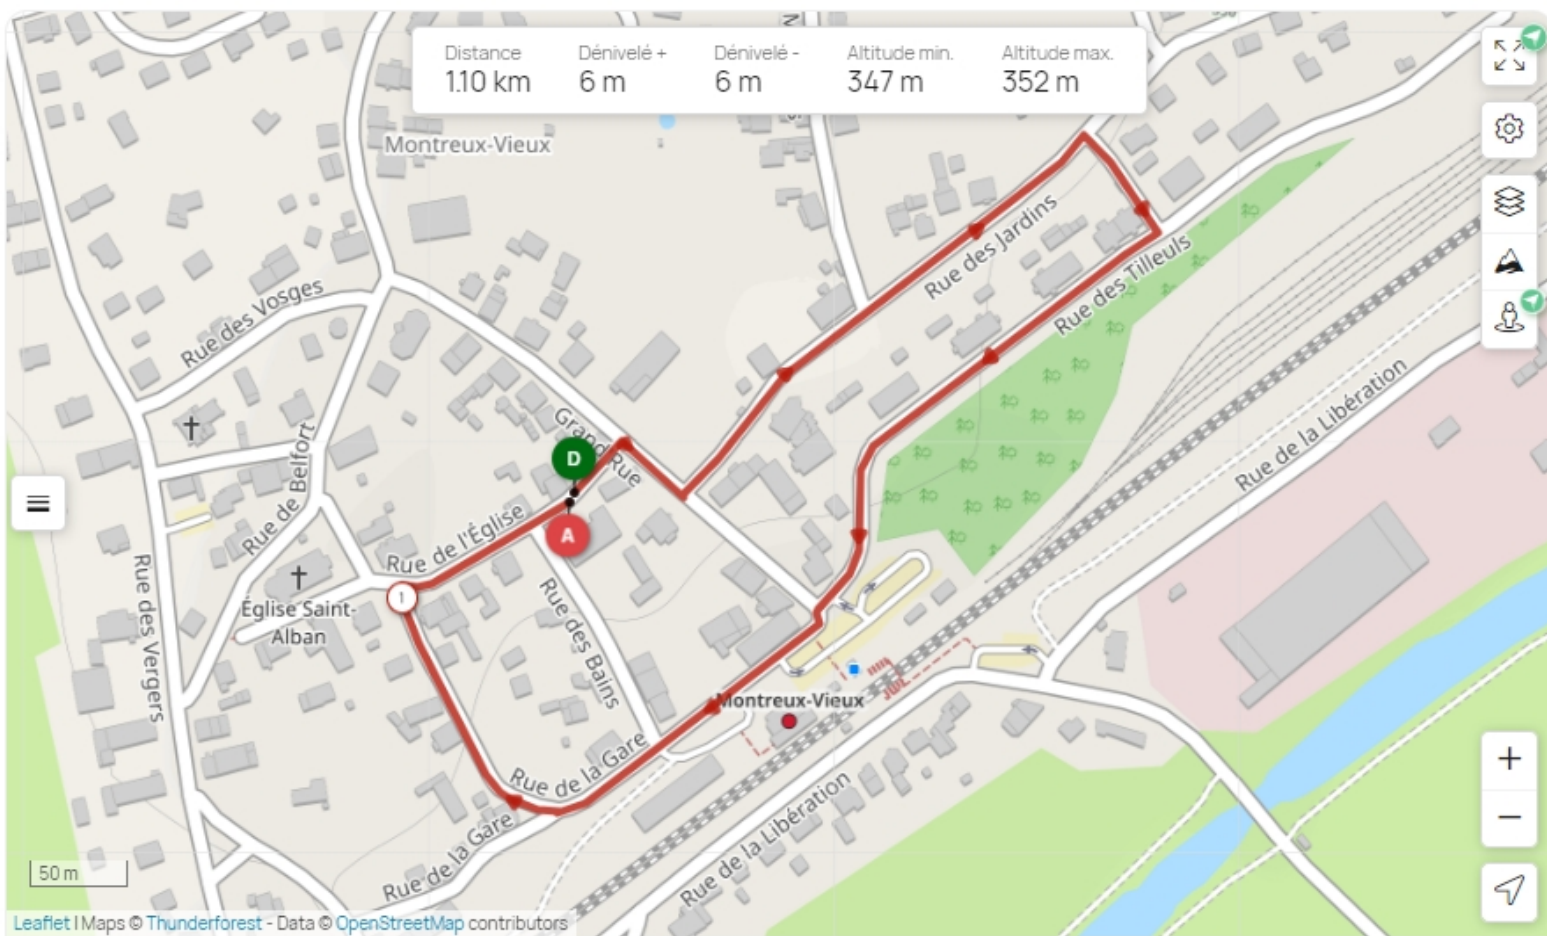 Distance
1.10 km
Dénivelé +
6 m
Dénivelé -
6 m
Altitude min.
347 m
Altitude max.
352 m
Montreux-Vieux
Rue des Jardins
Rue des Tilleuls
Rue des Vosges
Grand Rue
D
A
Rue de Belfort
Rue de l'Église
1
Rue de la Libération
Rue des Vergers
Église Saint-
Alban
Rue des Bains
Montreux-Vieux
Rue de la Gare
Rue de la Gare
Rue de la Libération
+
−
50 m
Leaflet | Maps © Thunderforest - Data © OpenStreetMap contributors